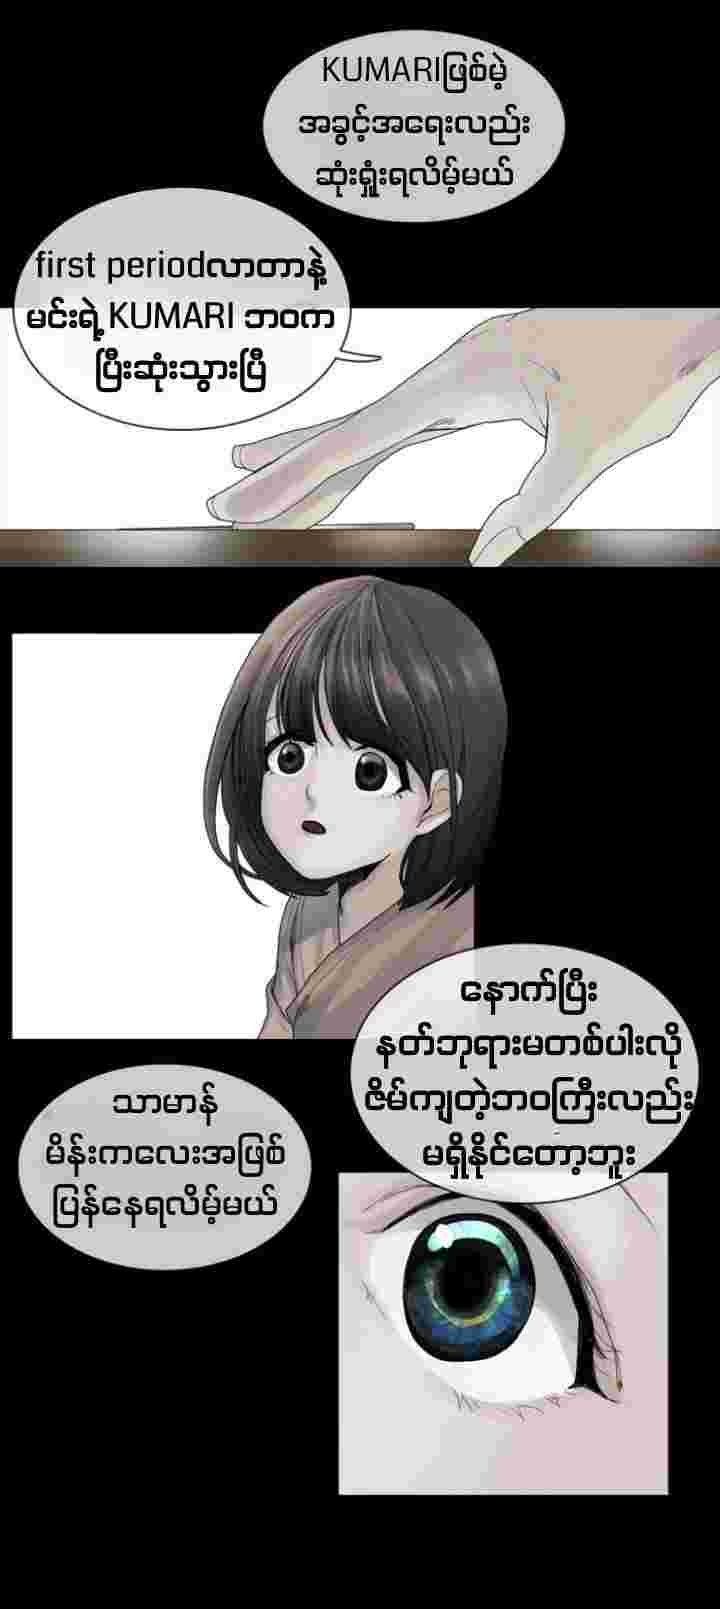 KUMARIဖြစ်မဲ့
အခွင့်အရေးလည်း
ဆုံးရှုံးရလိမ့်မယ်
first periodလာတာနဲ့
မင်းရဲ့ KUMARI ဘဝက
ပြီးဆုံးသွားပြီ
နောက်ပြီး
နတ်ဘုရားမတစ်ပါးလို
ဇိမ်ကျတဲ့ဘဝကြီးလည်း
မရှိနိုင်တော့ဘူး
သာမာန်
မိန်းကလေးအဖြစ်
ပြန်နေရလိမ့်မယ်